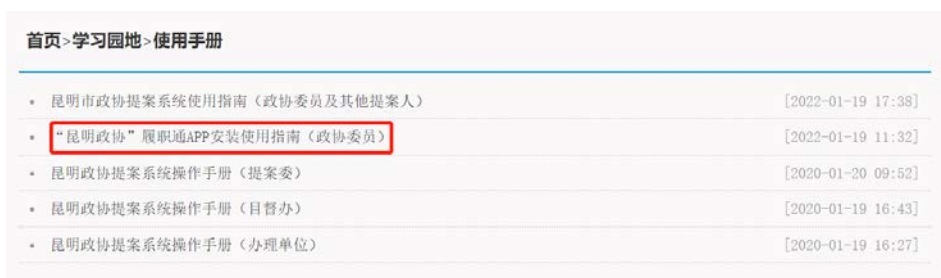 首页>学习园地>使用手册
昆明市政协提案系统使用指南（政协委员及其他提案人） [2022-01-19 17:38]
“昆明政协”履职通APP安装使用指南（政协委员） [2022-01-19 11:32]
昆明政协提案系统操作手册（提案委） [2020-01-20 09:52]
昆明政协提案系统操作手册（目督办） [2020-01-19 16:43]
昆明政协提案系统操作手册（办理单位） [2020-01-19 16:27]